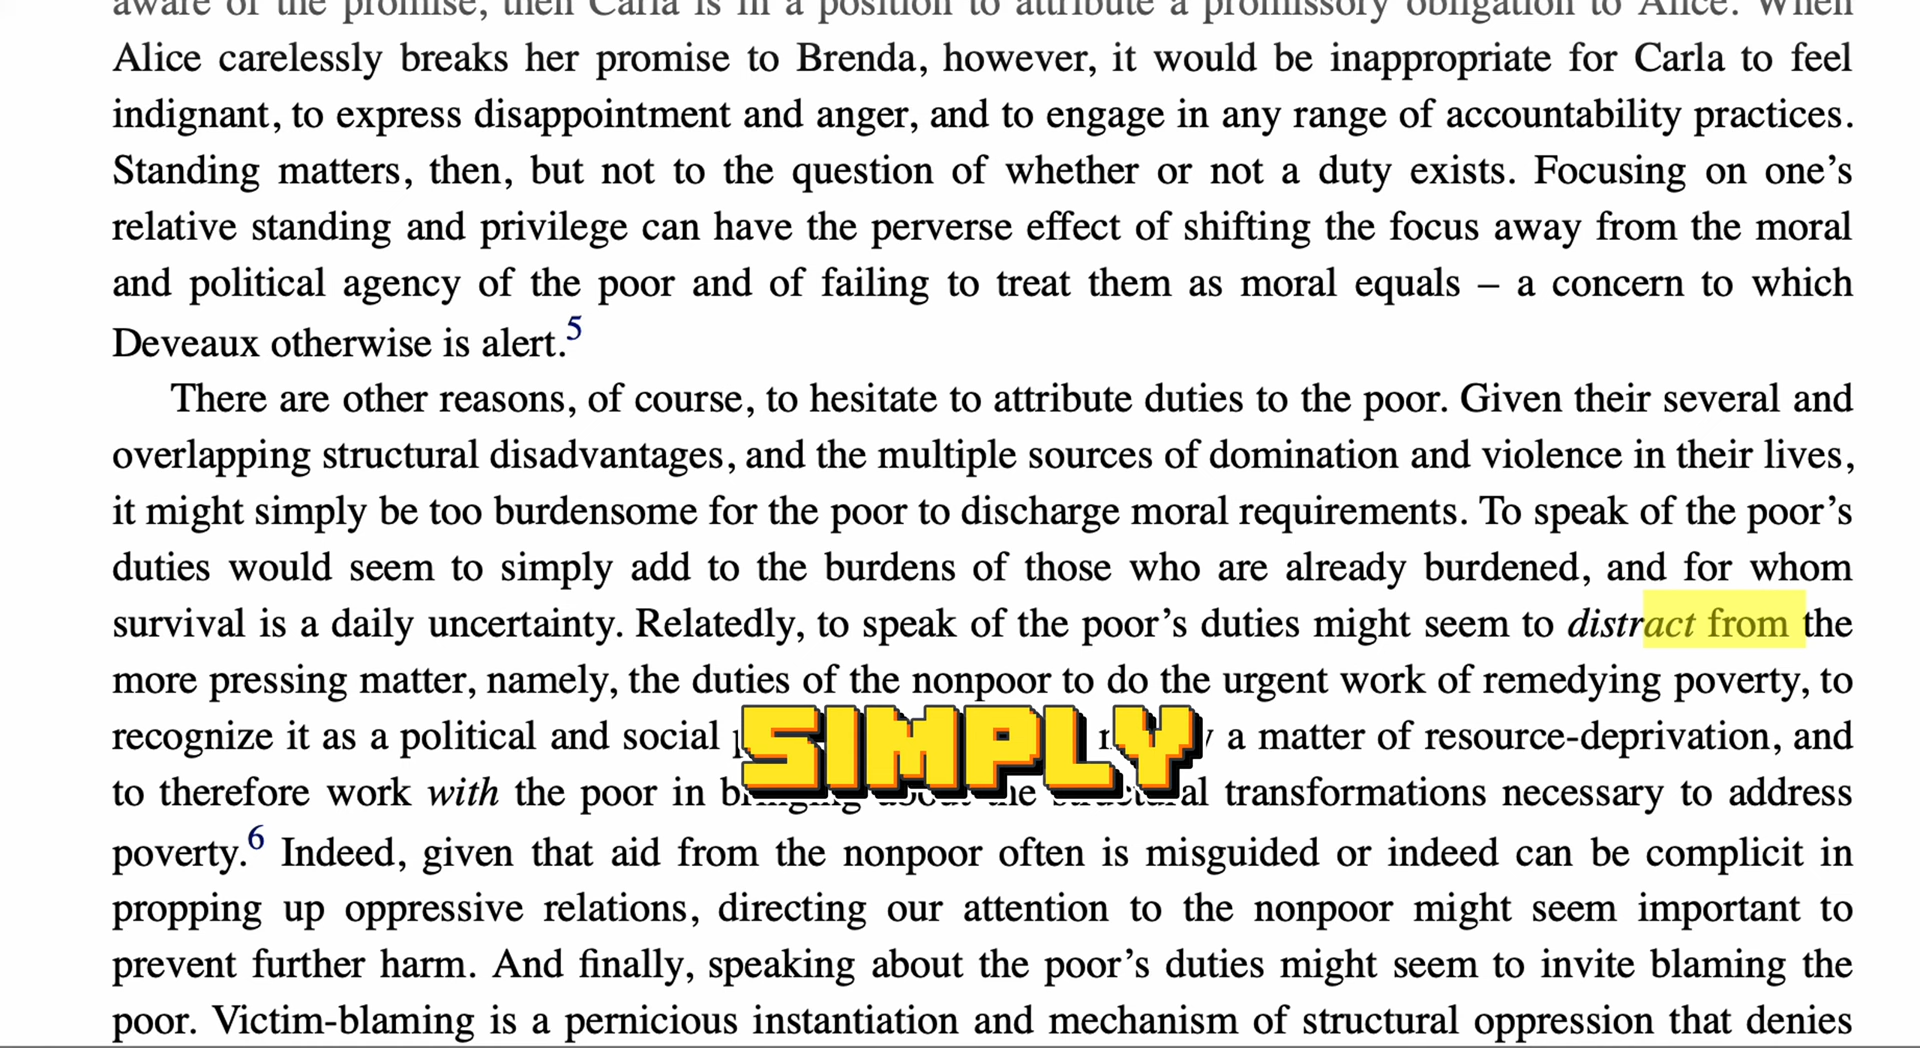 aware of the promise, then Carla is in a position to attribute a promissory obligation to Alice. When
Alice carelessly breaks her promise to Brenda, however, it would be inappropriate for Carla to feel
indignant, to express disappointment and anger, and to engage in any range of accountability practices.
Standing matters, then, but not to the question of whether or not a duty exists. Focusing on one’s
relative standing and privilege can have the perverse effect of shifting the focus away from the moral
and political agency of the poor and of failing to treat them as moral equals – a concern to which
Deveaux otherwise is alert.5
There are other reasons, of course, to hesitate to attribute duties to the poor. Given their several and
overlapping structural disadvantages, and the multiple sources of domination and violence in their lives,
it might simply be too burdensome for the poor to discharge moral requirements. To speak of the poor’s
duties would seem to simply add to the burdens of those who are already burdened, and for whom
survival is a daily uncertainty. Relatedly, to speak of the poor’s duties might seem to distract from the
more pressing matter, namely, the duties of the nonpoor to do the urgent work of remedying poverty, to
recognize it as a political and social a matter of resource-deprivation, and
SIMPLY
to therefore work with the poor in bringing about the structural transformations necessary to address
poverty.6 Indeed, given that aid from the nonpoor often is misguided or indeed can be complicit in
propping up oppressive relations, directing our attention to the nonpoor might seem important to
prevent further harm. And finally, speaking about the poor’s duties might seem to invite blaming the
poor. Victim-blaming is a pernicious instantiation and mechanism of structural oppression that denies